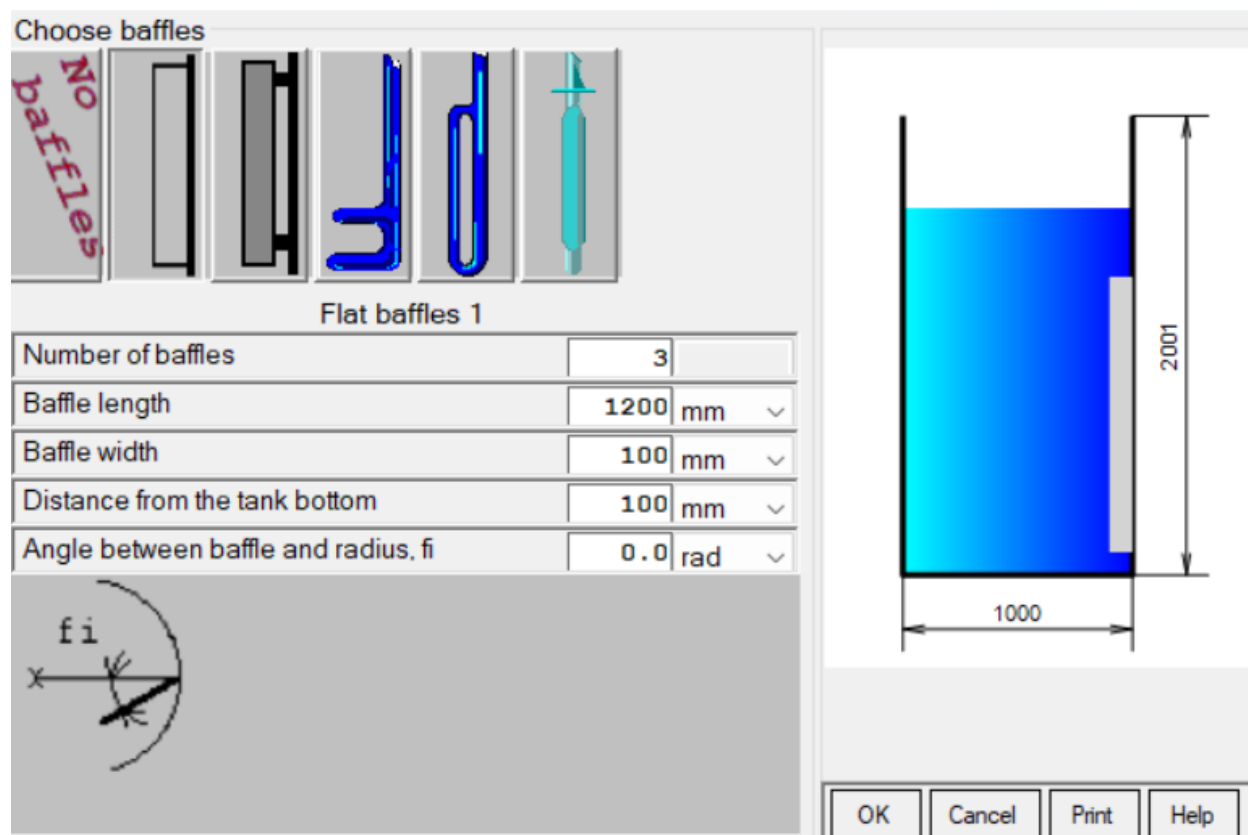 Choose baffles
No
baffles
Flat baffles 1
Number of baffles 3
Baffle length 1200 mm
Baffle width 100 mm
Distance from the tank bottom 100 mm
Angle between baffle and radius, fi 0.0 rad
fi
2001
1000
OK Cancel Print Help